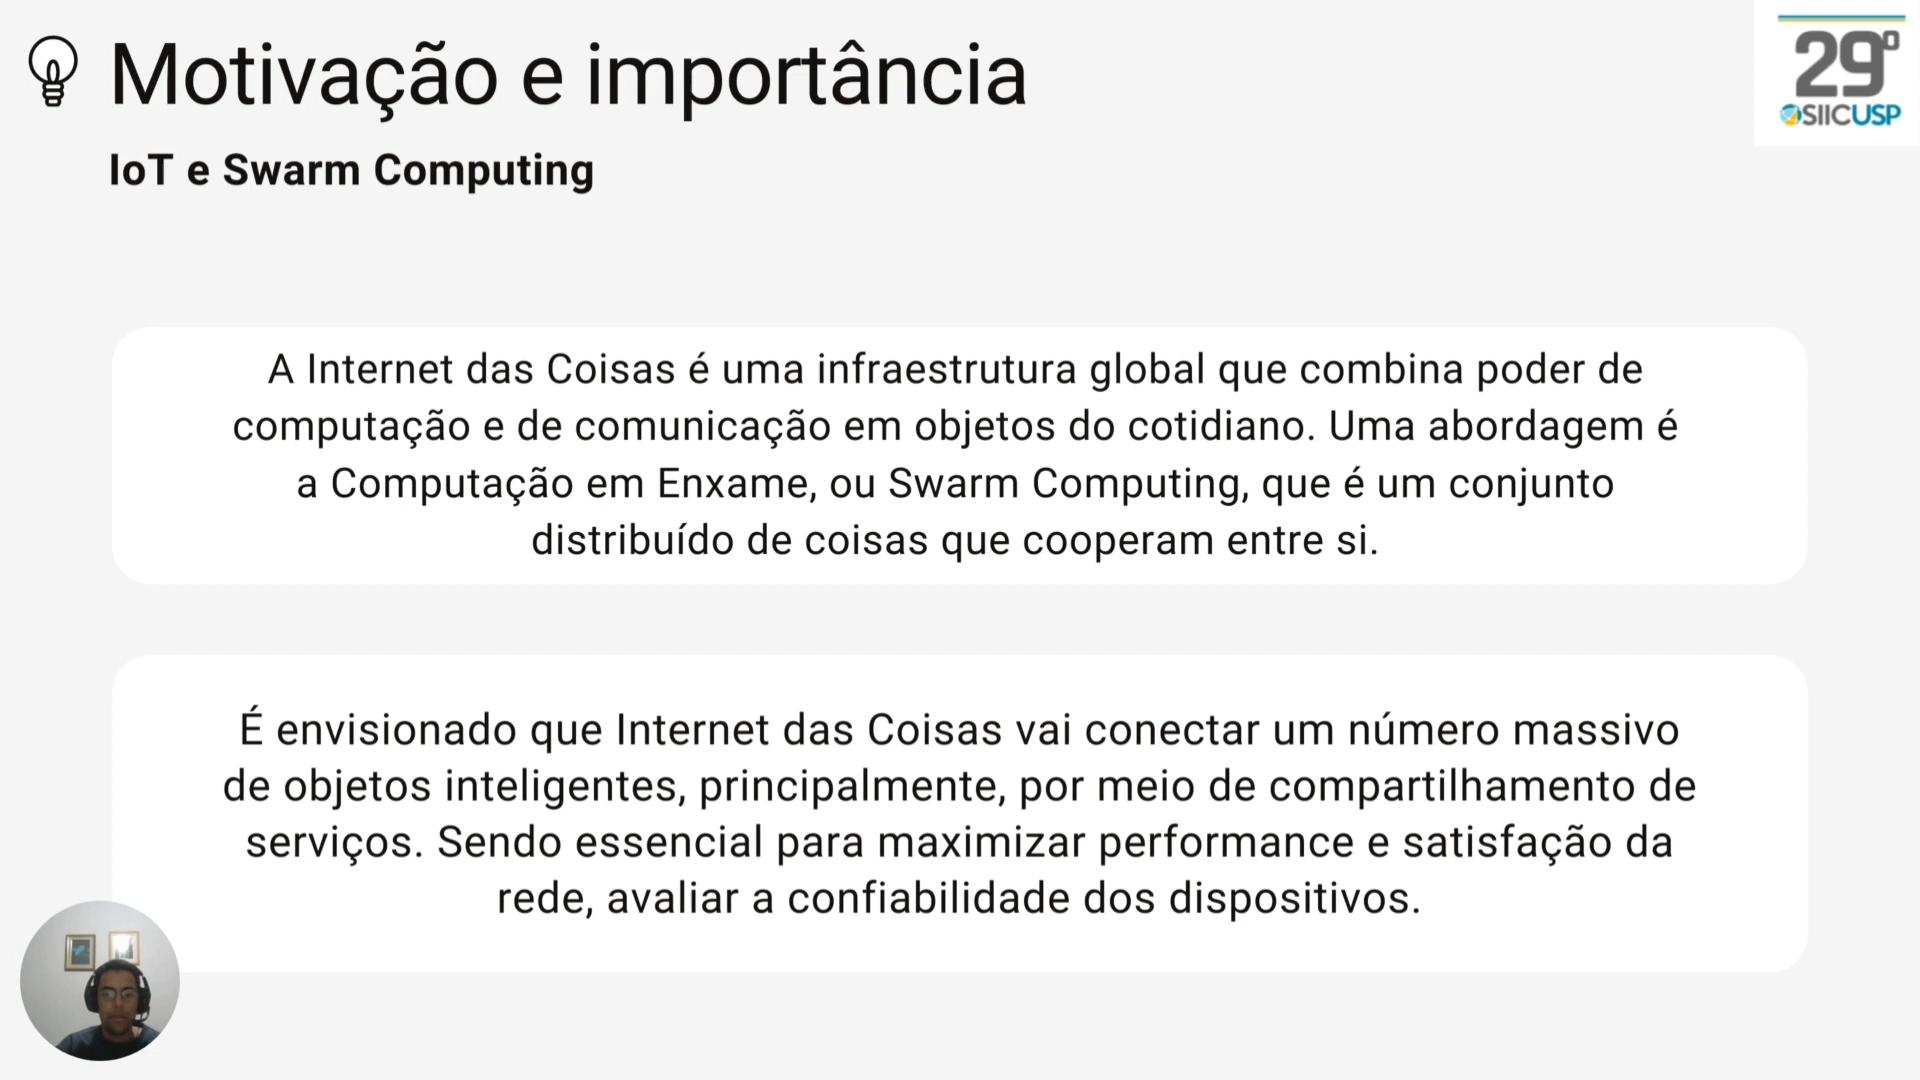 Motivação e importância
IoT e Swarm Computing
29º
SIICUSP
A Internet das Coisas é uma infraestrutura global que combina poder de
computação e de comunicação em objetos do cotidiano. Uma abordagem é
a Computação em Enxame, ou Swarm Computing, que é um conjunto
distribuído de coisas que cooperam entre si.
É envisionado que Internet das Coisas vai conectar um número massivo
de objetos inteligentes, principalmente, por meio de compartilhamento de
serviços. Sendo essencial para maximizar performance e satisfação da
rede, avaliar a confiabilidade dos dispositivos.